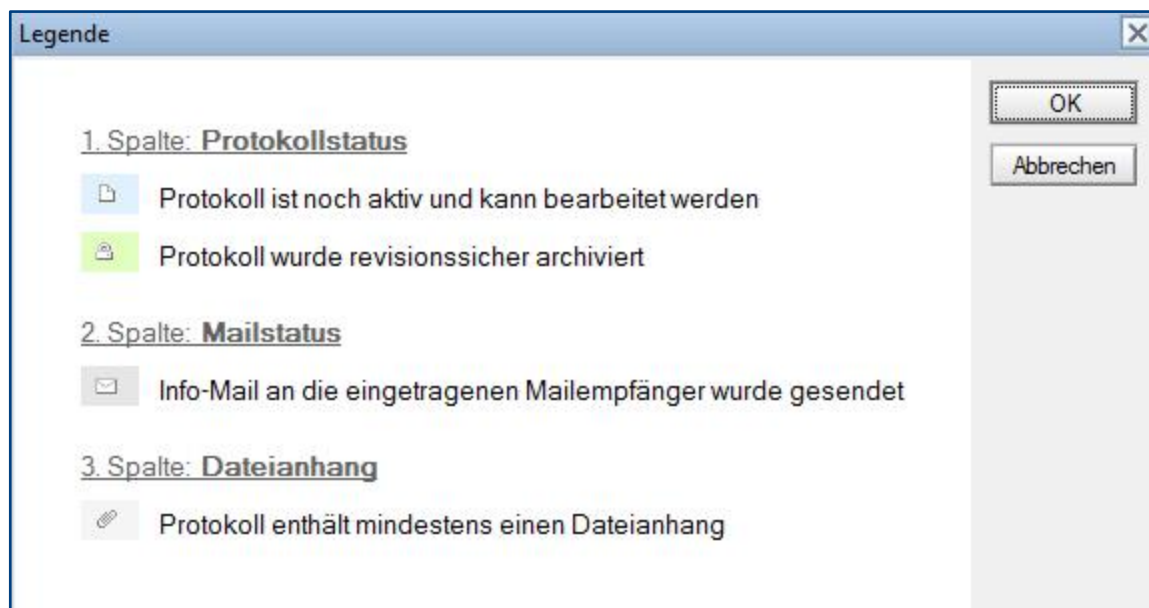 Legende
OK
Abbrechen
1. Spalte: Protokollstatus
Protokoll ist noch aktiv und kann bearbeitet werden
Protokoll wurde revisionssicher archiviert
2. Spalte: Mailstatus
Info-Mail an die eingetragenen Mailempfänger wurde gesendet
3. Spalte: Dateianhang
Protokoll enthält mindestens einen Dateianhang